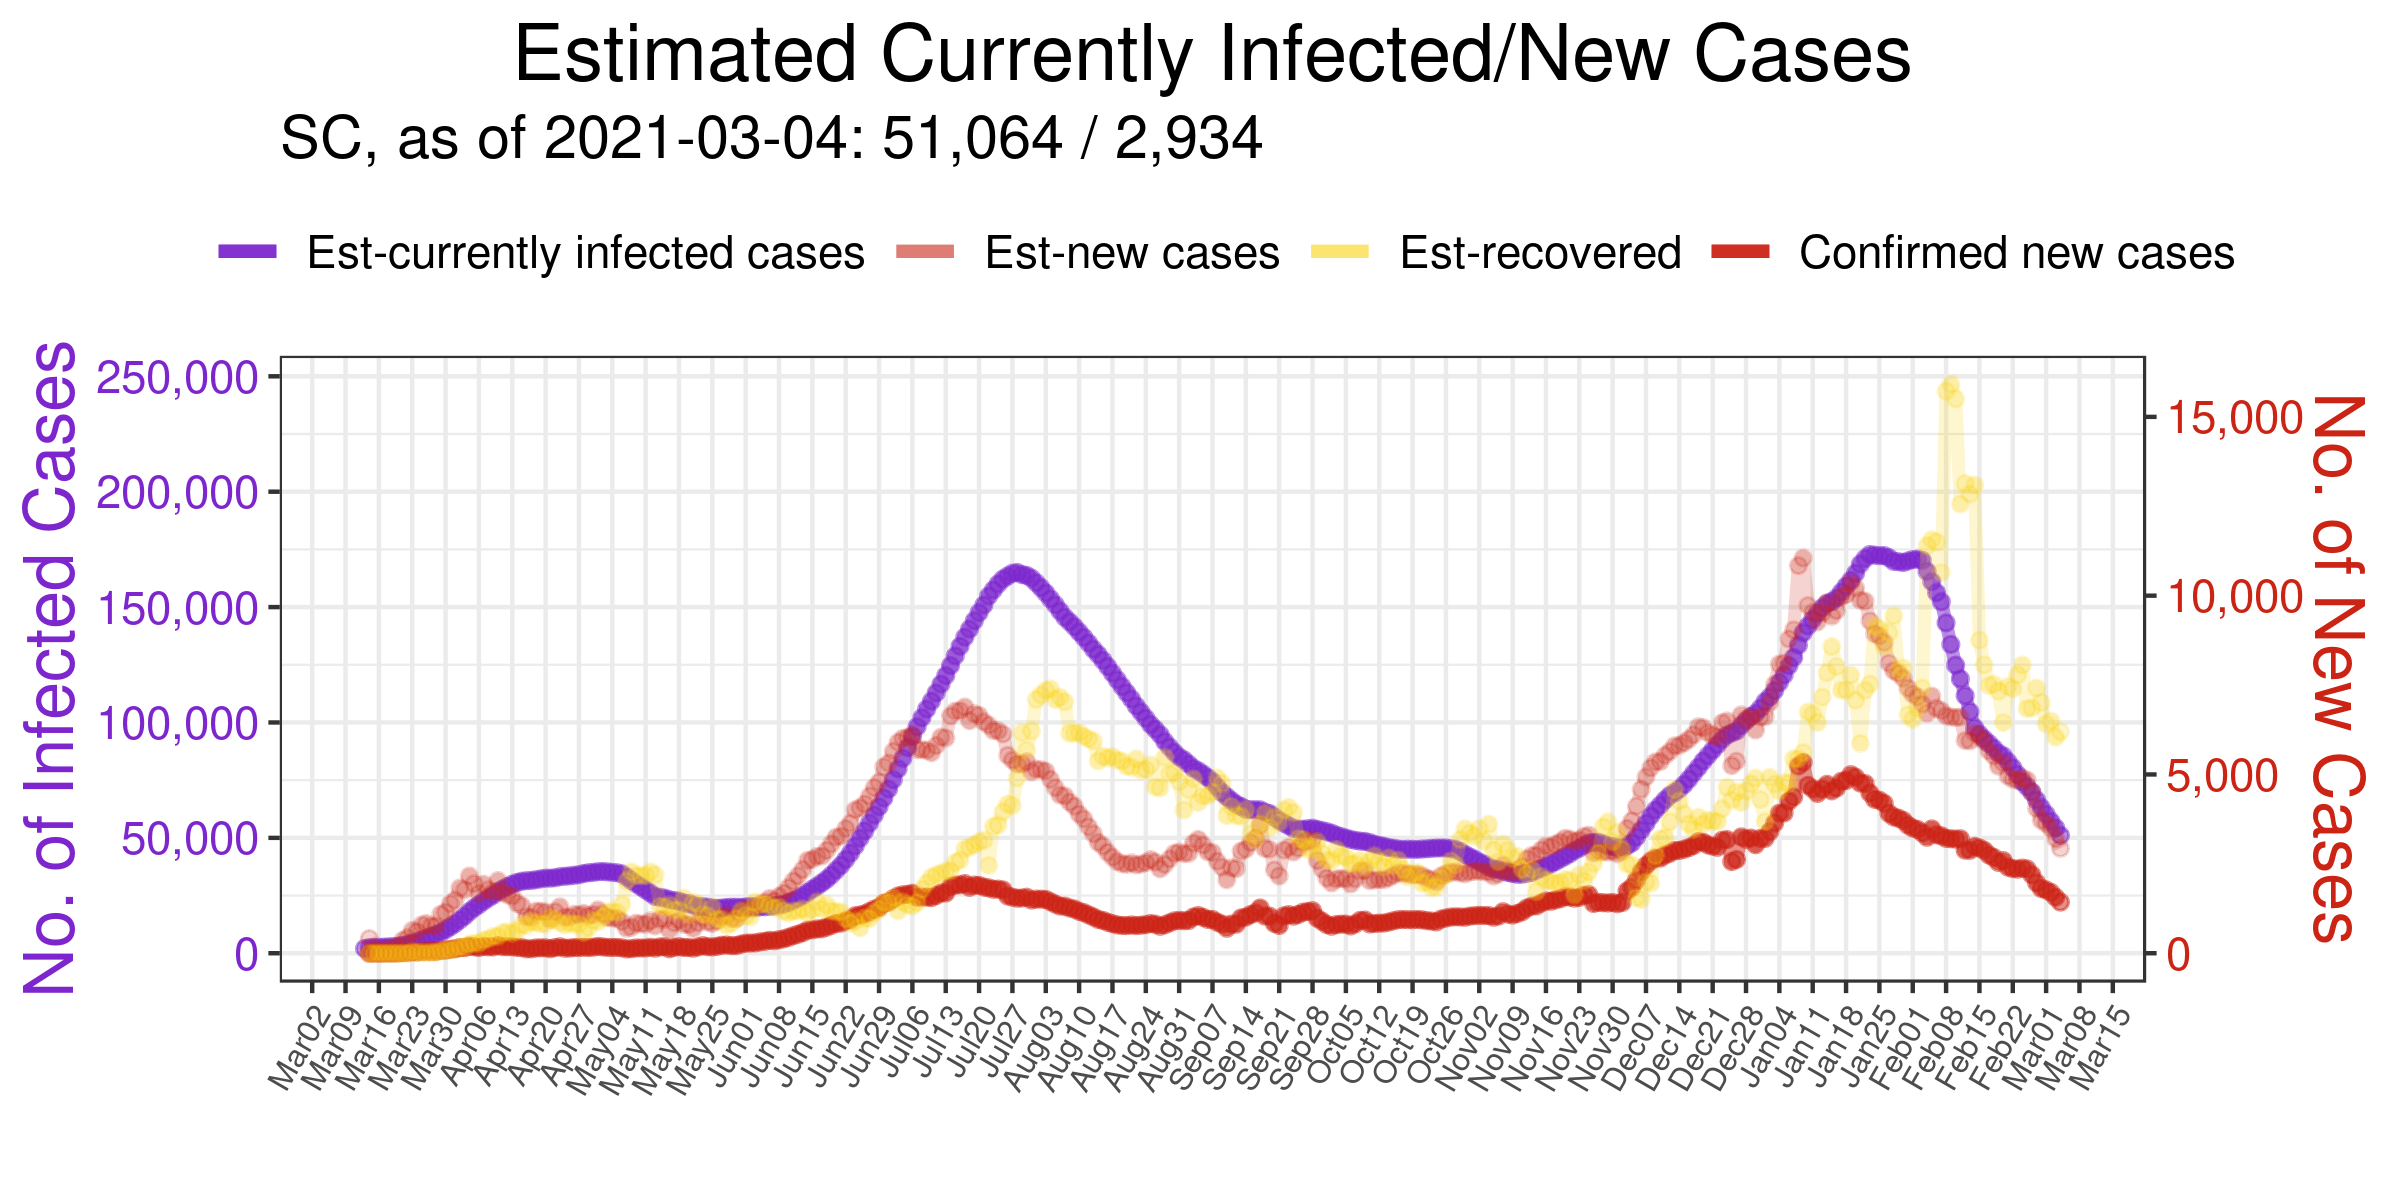 Estimated Currently Infected/New Cases
SC, as of 2021-03-04: 51,064 / 2,934
Est-currently infected cases
Est-new cases
Est-recovered
Confirmed new cases
No. of Infected Cases
250,000
200,000
150,000
100,000
50,000
0
15,000
10,000
5,000
0
No. of New Cases
Mar02
Mar09
Mar16
Mar23
Mar30
Apr06
Apr13
Apr20
Apr27
May04
May11
May18
May25
Jun01
Jun08
Jun15
Jun22
Jun29
Jul06
Jul13
Jul20
Jul27
Aug03
Aug10
Aug17
Aug24
Aug31
Sep07
Sep14
Sep21
Sep28
Oct05
Oct12
Oct19
Oct26
Nov02
Nov09
Nov16
Nov23
Nov30
Dec07
Dec14
Dec21
Dec28
Jan04
Jan11
Jan18
Jan25
Feb01
Feb08
Feb15
Feb22
Mar01
Mar08
Mar15